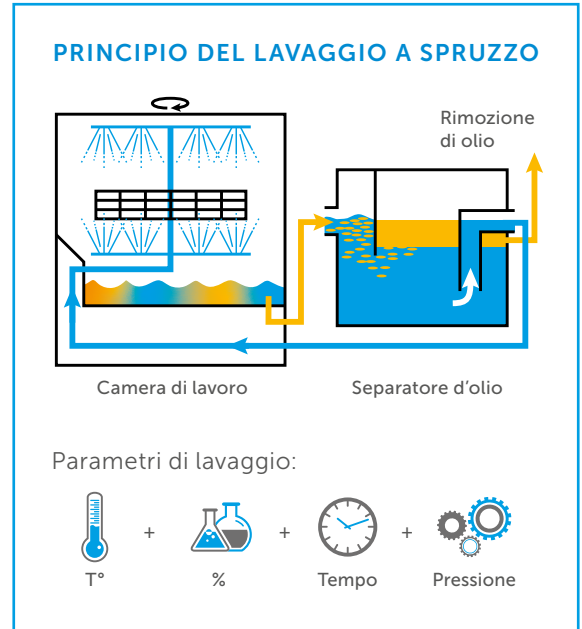 PRINCIPIO DEL LAVAGGIO A SPRUZZO
Rimozione
di olio
Camera di lavoro
Separatore d'olio
Parametri di lavaggio:
+ + +
T° % Tempo Pressione